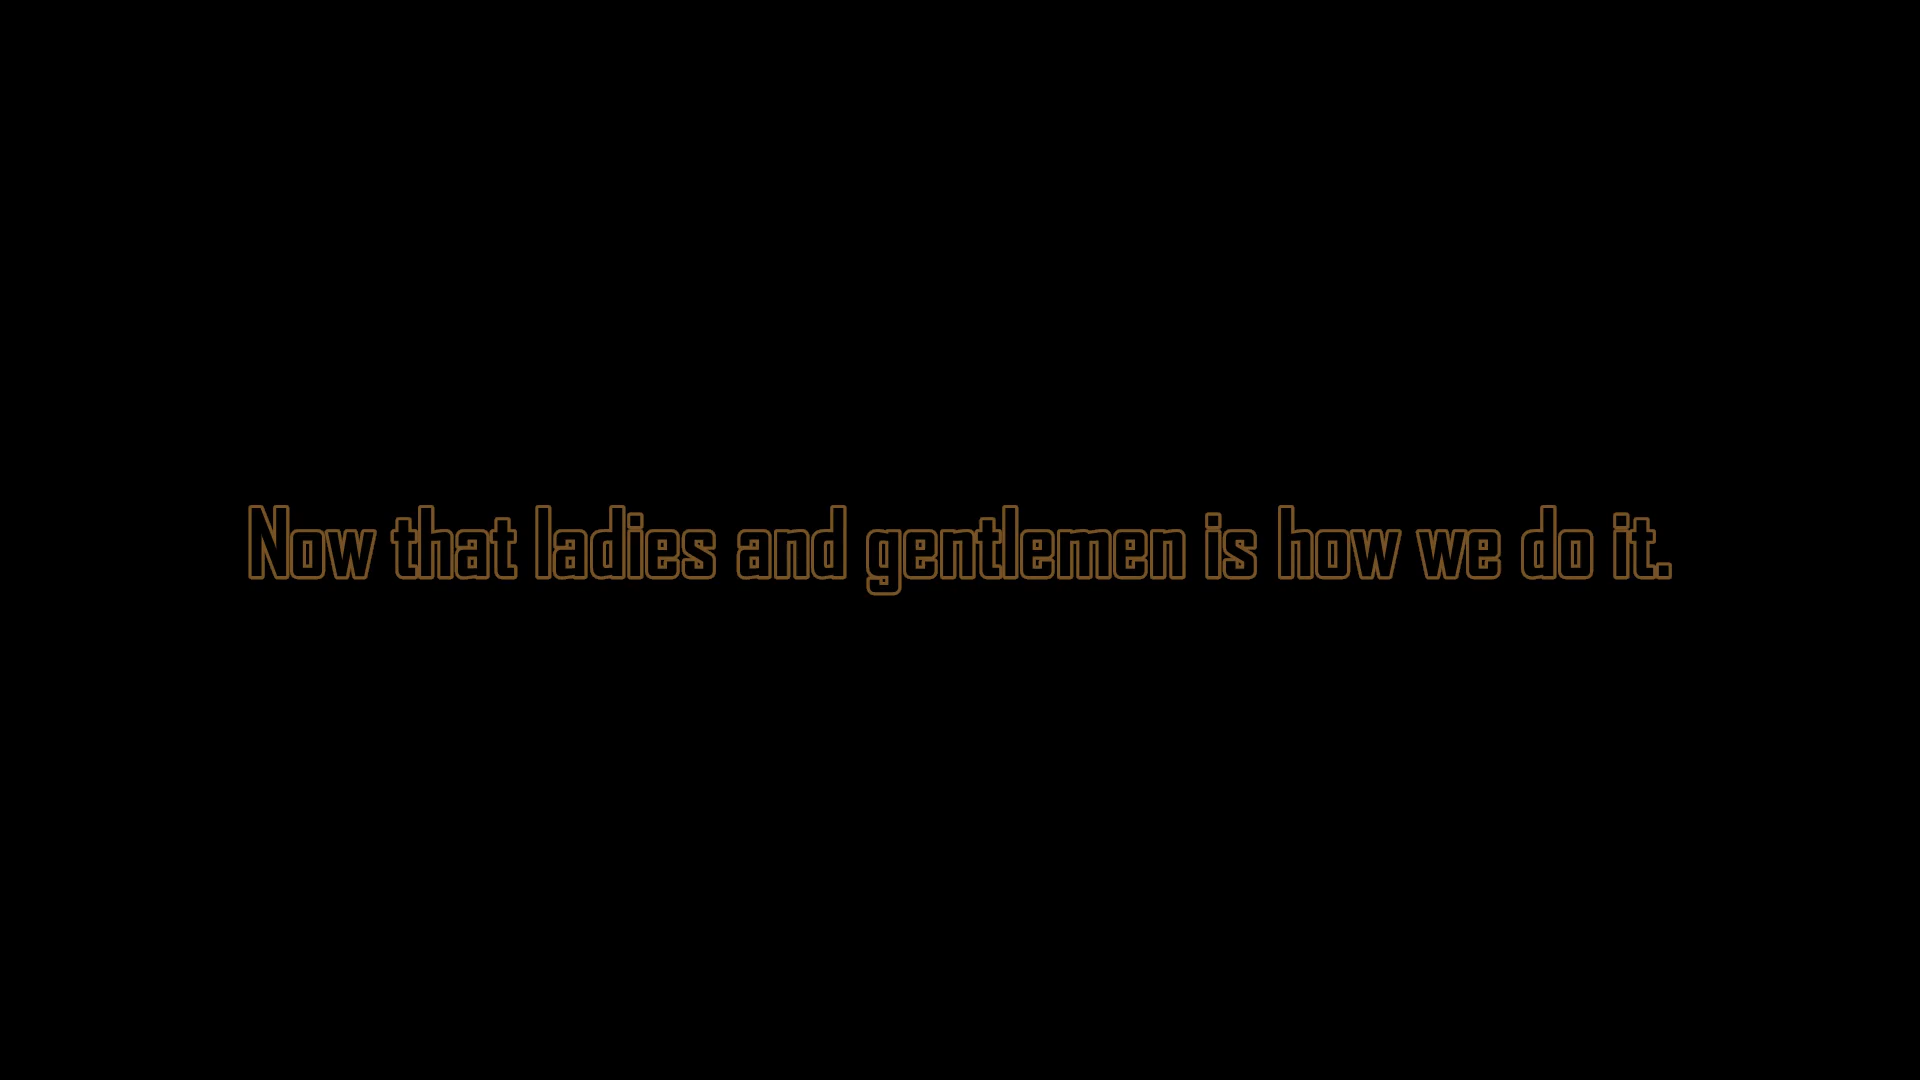 Now that ladies and gentlemen is how we do it.